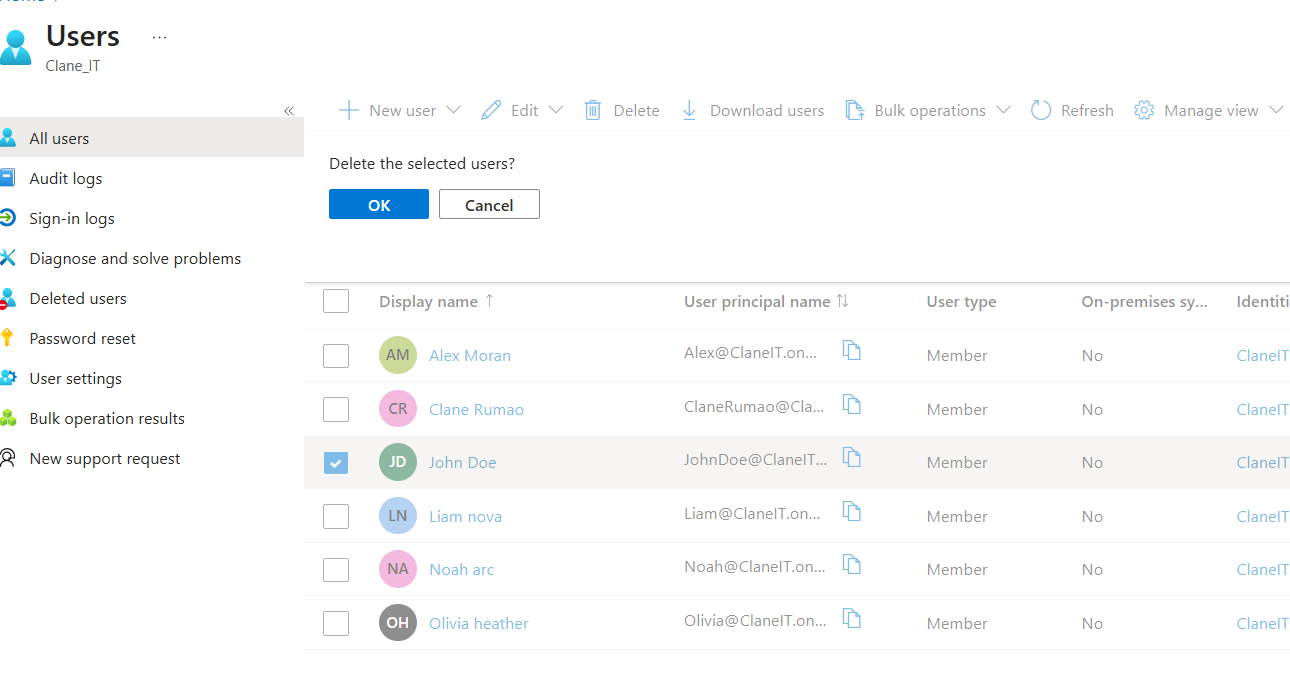 Users
...
Clane_IT
«
New user Edit Delete Download users Bulk operations Refresh Manage view
All users
Audit logs
Sign-in logs
Diagnose and solve problems
Deleted users
Password reset
User settings
Bulk operation results
New support request
Delete the selected users?
OK Cancel
Display name ↑ User principal name ↑↓ User type On-premises sy... Identiti
AM Alex Moran Alex@ClaneIT.on... Member No ClaneIT
CR Clane Rumao ClaneRumao@Cla... Member No ClaneIT
JD John Doe JohnDoe@ClaneIT... Member No ClaneIT
LN Liam nova Liam@ClaneIT.on... Member No ClaneIT
NA Noah arc Noah@ClaneIT.on... Member No ClaneIT
OH Olivia heather Olivia@ClaneIT.on... Member No ClaneIT